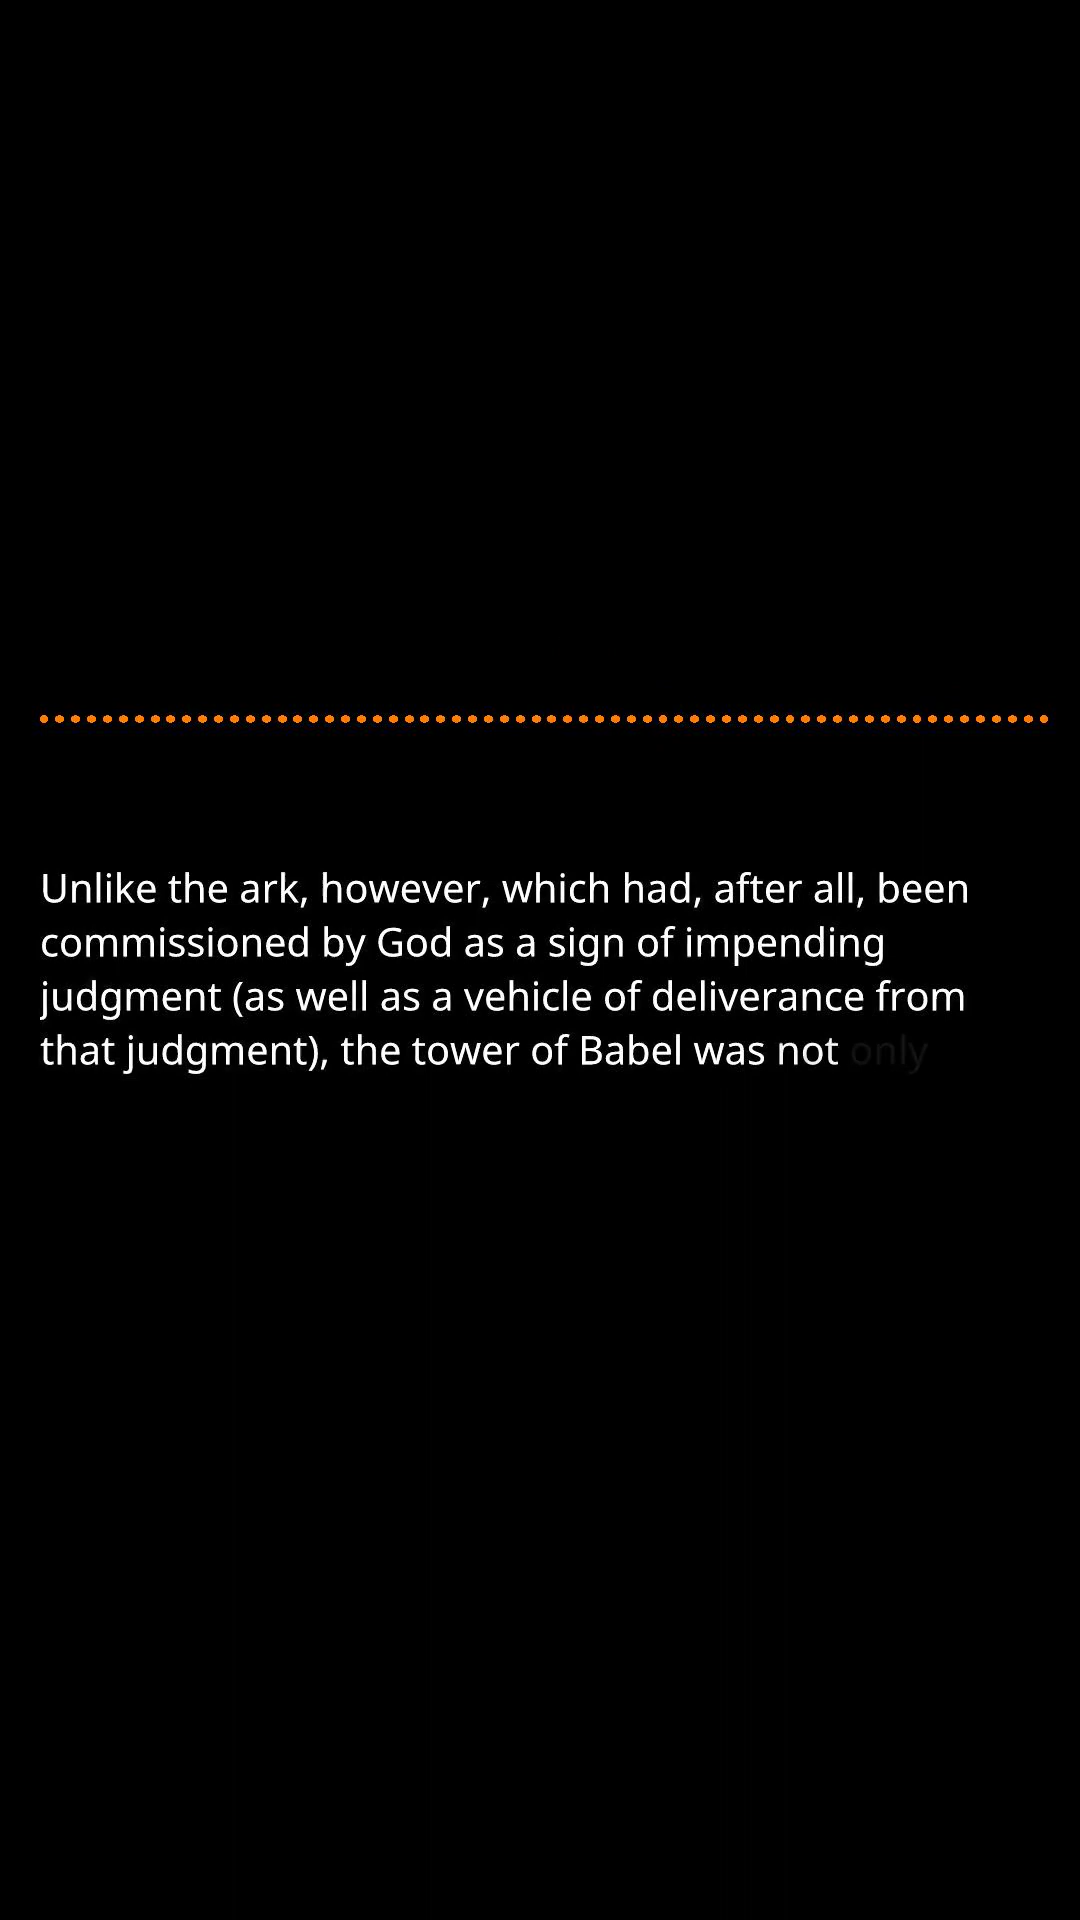 Unlike the ark, however, which had, after all, been
commissioned by God as a sign of impending
judgment (as well as a vehicle of deliverance from
that judgment), the tower of Babel was not only